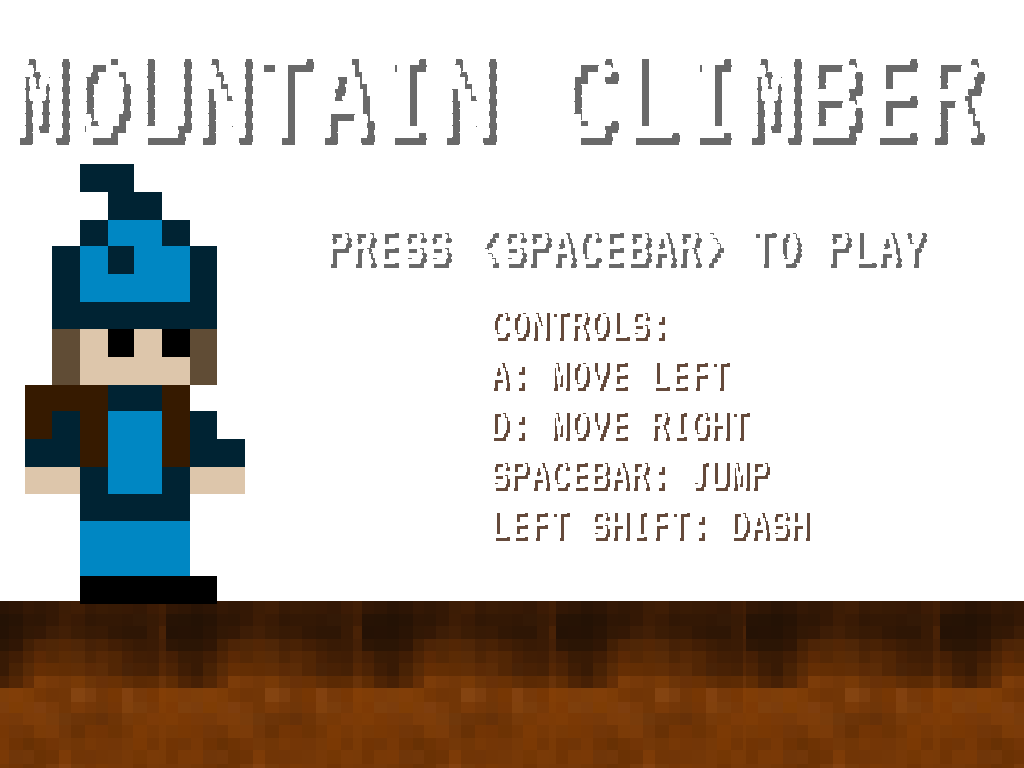 MOUNTAIN CLIMBER
PRESS <SPACEBAR> TO PLAY
CONTROLS:
A: MOVE LEFT
D: MOVE RIGHT
SPACEBAR: JUMP
LEFT SHIFT: DASH